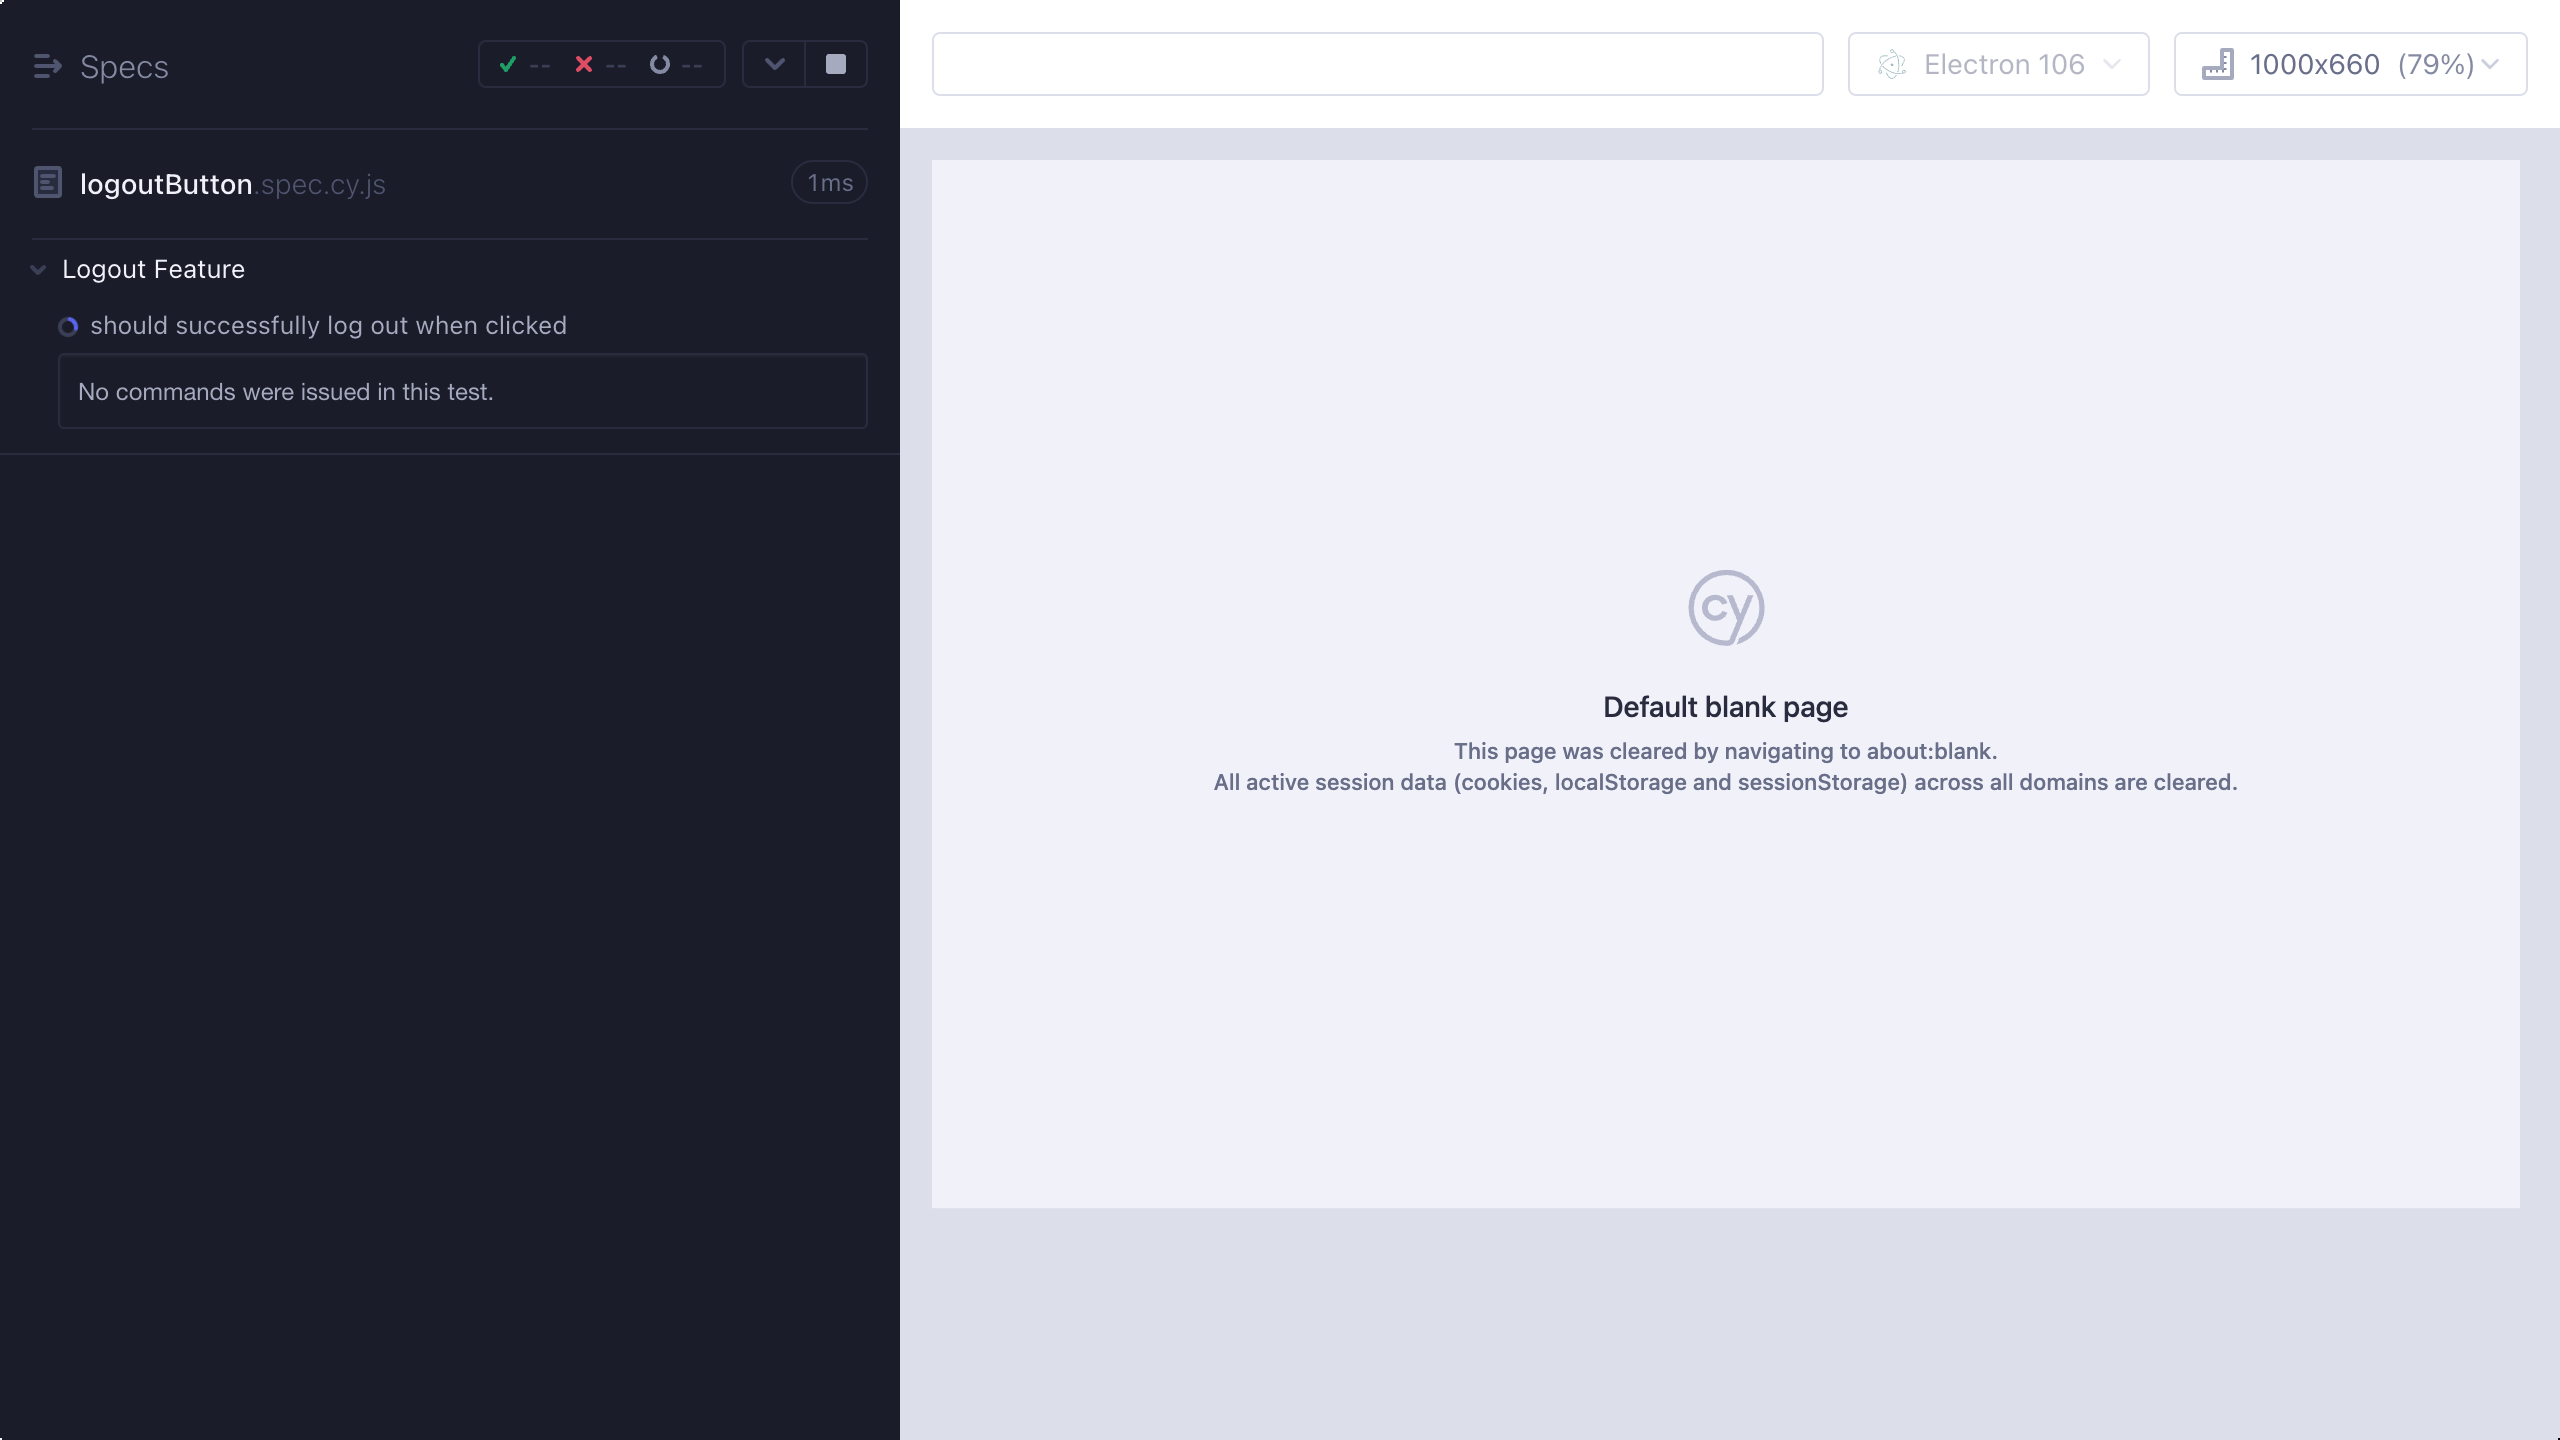 Specs
-- -- --
logoutButton.spec.cy.js
1ms
Logout Feature
should successfully log out when clicked
No commands were issued in this test.
Electron 106
1000x660 (79%)
cy
Default blank page
This page was cleared by navigating to about:blank.
All active session data (cookies, localStorage and sessionStorage) across all domains are cleared.